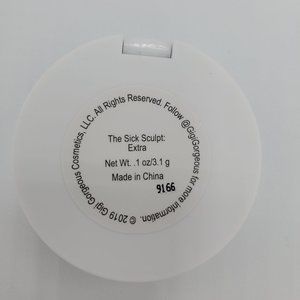 © 2019 Gigi Gorgeous Cosmetics, LLC. All Rights Reserved. Follow @GigiGorgeous for more information.
The Sick Sculpt:
Extra
Net Wt. .1 oz/3.1 g
Made in China
9166